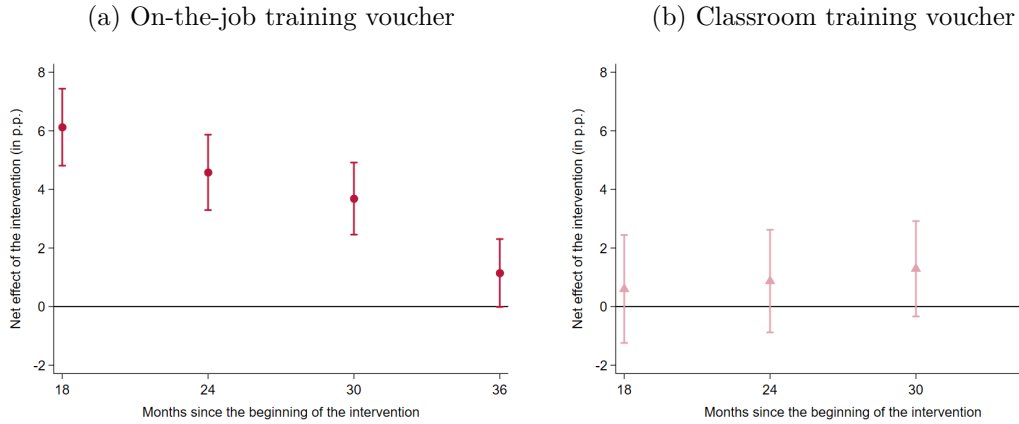 (a) On-the-job training voucher
8
6
4
2
0
-2
Net effect of the intervention (in p.p.)
18 24 30 36
Months since the beginning of the intervention
(b) Classroom training voucher
8
6
4
2
0
-2
Net effect of the intervention (in p.p.)
18 24 30
Months since the beginning of the intervention